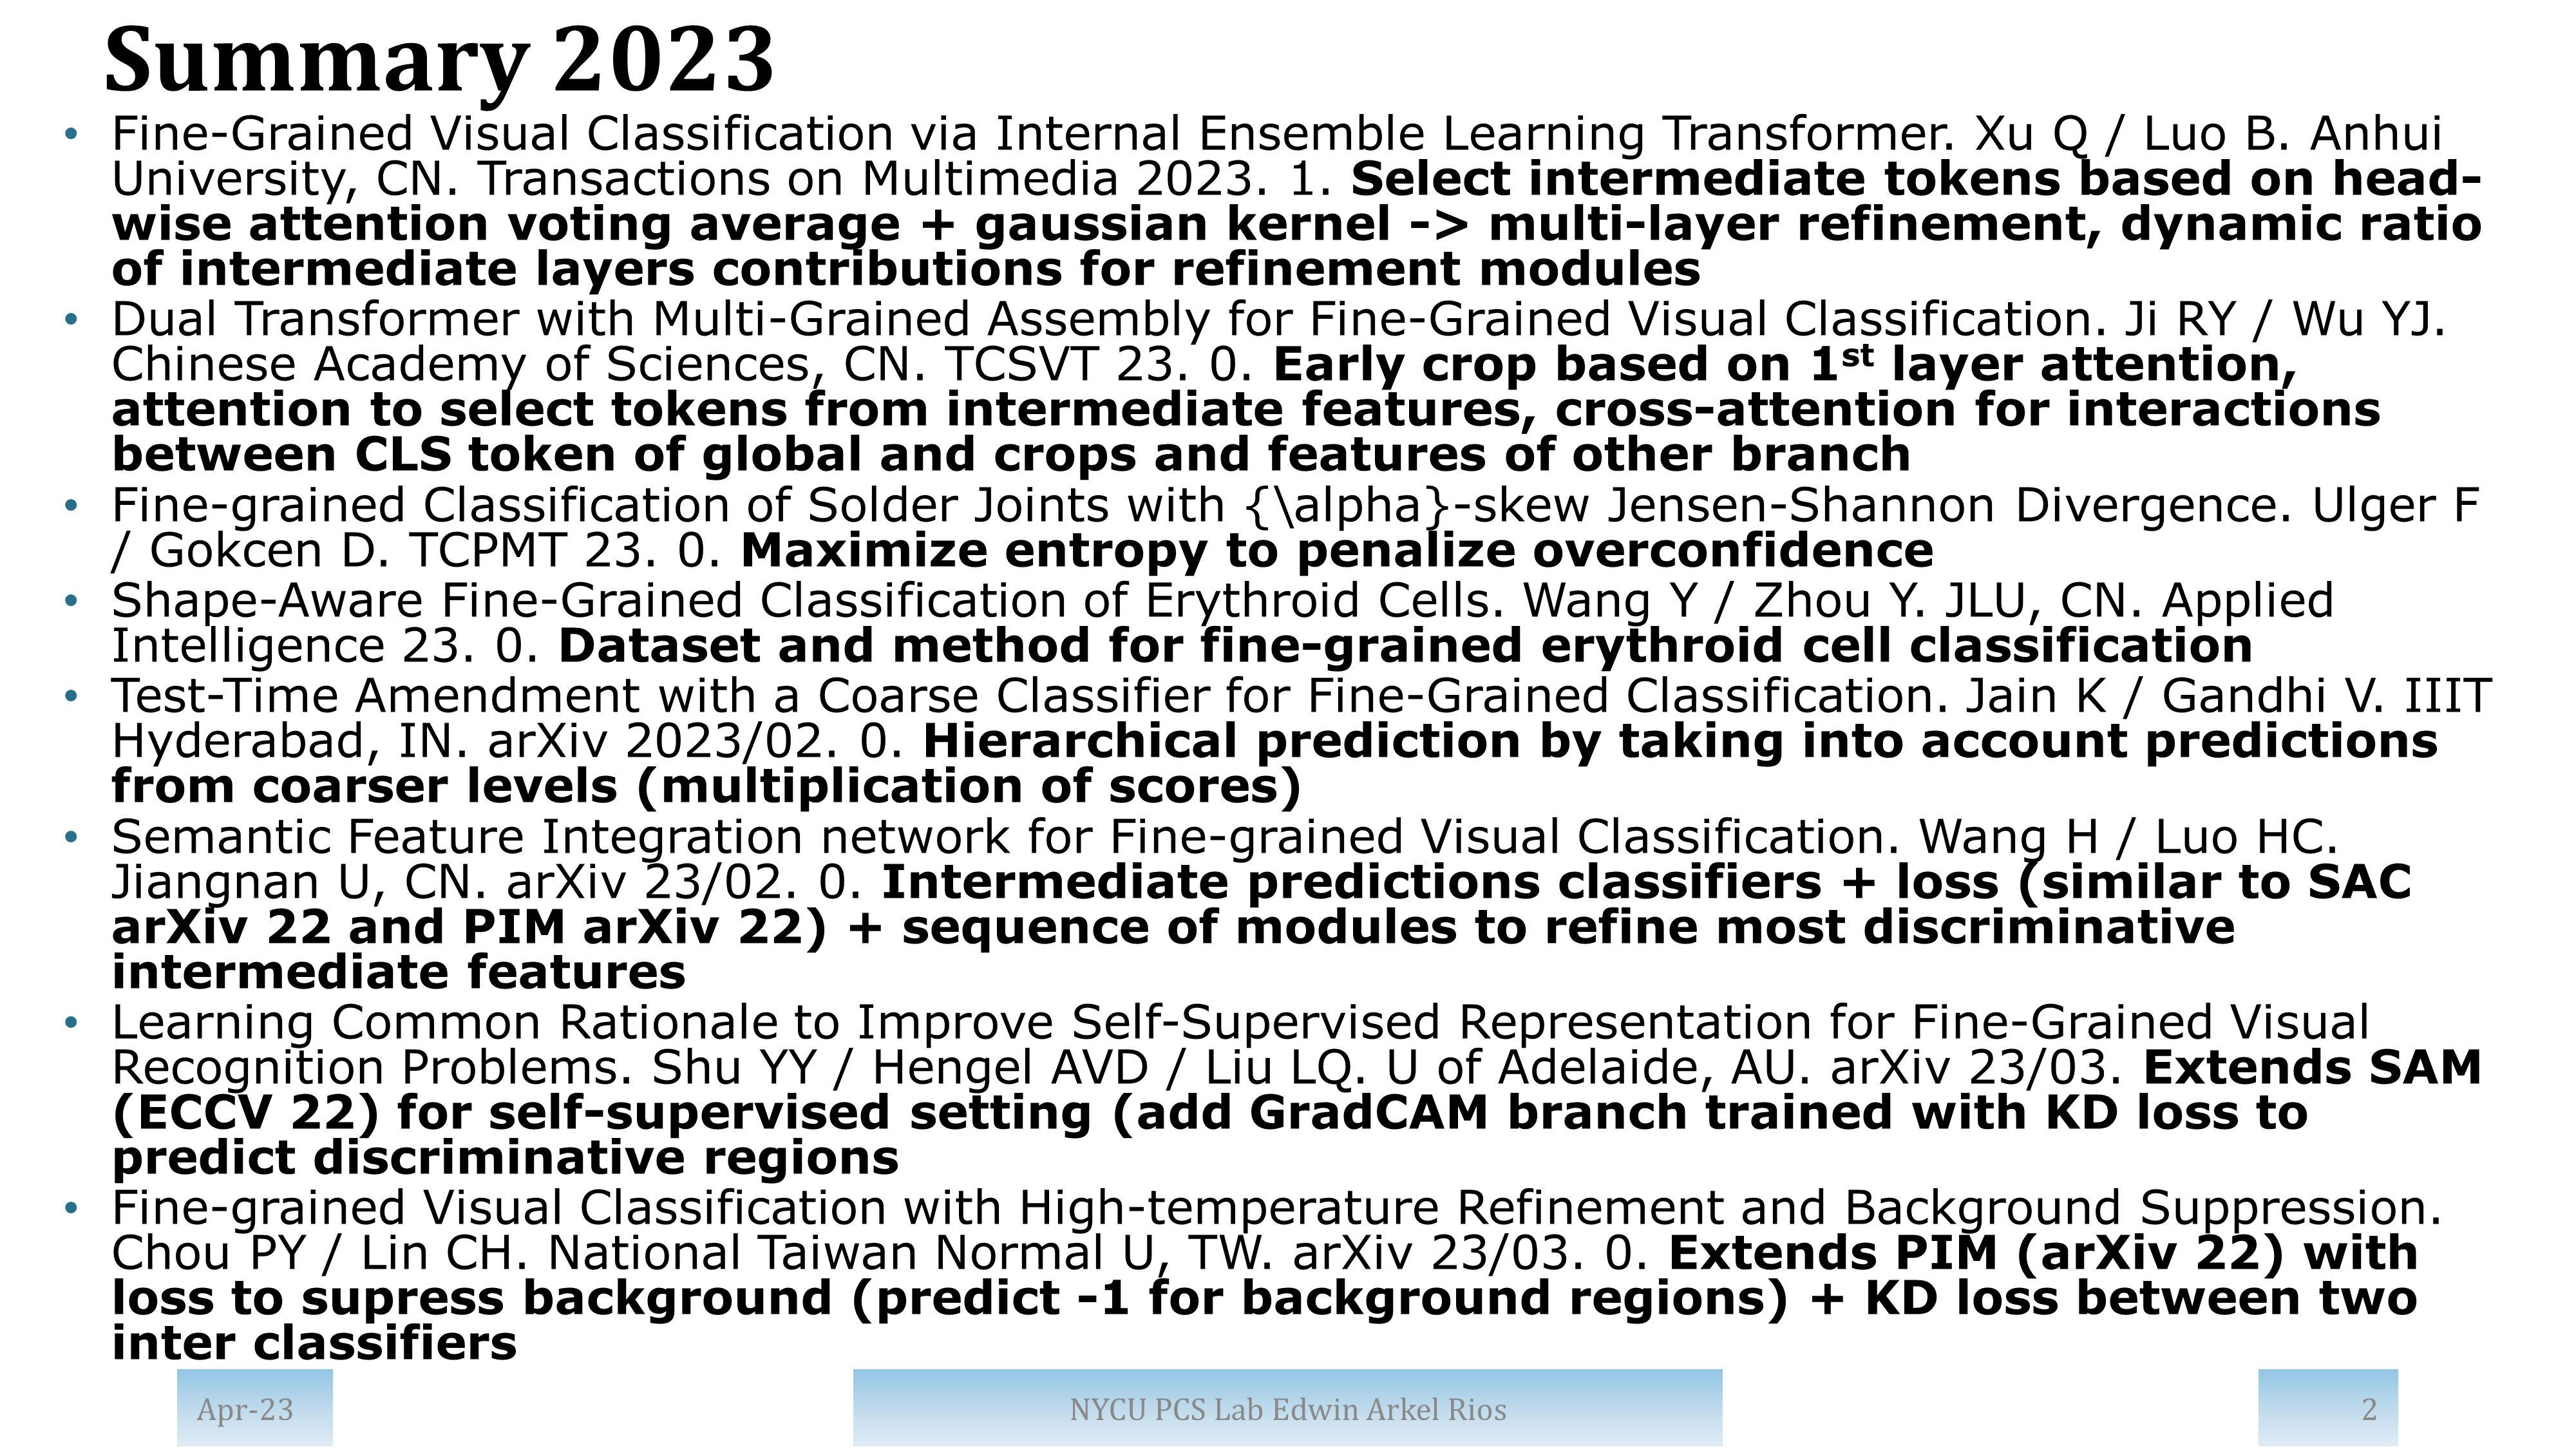 Summary 2023
• Fine-Grained Visual Classification via Internal Ensemble Learning Transformer. Xu Q / Luo B. Anhui
University, CN. Transactions on Multimedia 2023. 1. Select intermediate tokens based on head-
wise attention voting average + gaussian kernel -> multi-layer refinement, dynamic ratio
of intermediate layers contributions for refinement modules
• Dual Transformer with Multi-Grained Assembly for Fine-Grained Visual Classification. Ji RY / Wu YJ.
Chinese Academy of Sciences, CN. TCSVT 23. 0. Early crop based on 1st layer attention,
attention to select tokens from intermediate features, cross-attention for interactions
between CLS token of global and crops and features of other branch
• Fine-grained Classification of Solder Joints with {\alpha}-skew Jensen-Shannon Divergence. Ulger F
/ Gokcen D. TCPMT 23. 0. Maximize entropy to penalize overconfidence
• Shape-Aware Fine-Grained Classification of Erythroid Cells. Wang Y / Zhou Y. JLU, CN. Applied
Intelligence 23. 0. Dataset and method for fine-grained erythroid cell classification
• Test-Time Amendment with a Coarse Classifier for Fine-Grained Classification. Jain K / Gandhi V. IIIT
Hyderabad, IN. arXiv 2023/02. 0. Hierarchical prediction by taking into account predictions
from coarser levels (multiplication of scores)
• Semantic Feature Integration network for Fine-grained Visual Classification. Wang H / Luo HC.
Jiangnan U, CN. arXiv 23/02. 0. Intermediate predictions classifiers + loss (similar to SAC
arXiv 22 and PIM arXiv 22) + sequence of modules to refine most discriminative
intermediate features
• Learning Common Rationale to Improve Self-Supervised Representation for Fine-Grained Visual
Recognition Problems. Shu YY / Hengel AVD / Liu LQ. U of Adelaide, AU. arXiv 23/03. Extends SAM
(ECCV 22) for self-supervised setting (add GradCAM branch trained with KD loss to
predict discriminative regions
• Fine-grained Visual Classification with High-temperature Refinement and Background Suppression.
Chou PY / Lin CH. National Taiwan Normal U, TW. arXiv 23/03. 0. Extends PIM (arXiv 22) with
loss to supress background (predict -1 for background regions) + KD loss between two
inter classifiers
Apr-23
NYCU PCS Lab Edwin Arkel Rios
2